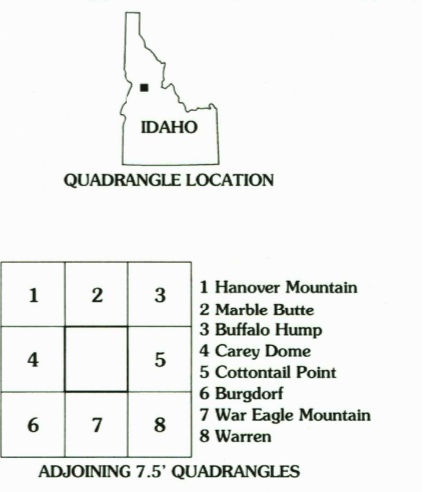 IDAHO
QUADRANGLE LOCATION
1 2 3
4 5
6 7 8
1 Hanover Mountain
2 Marble Butte
3 Buffalo Hump
4 Carey Dome
5 Cottontail Point
6 Burgdorf
7 War Eagle Mountain
8 Warren
ADJOINING 7.5' QUADRANGLES